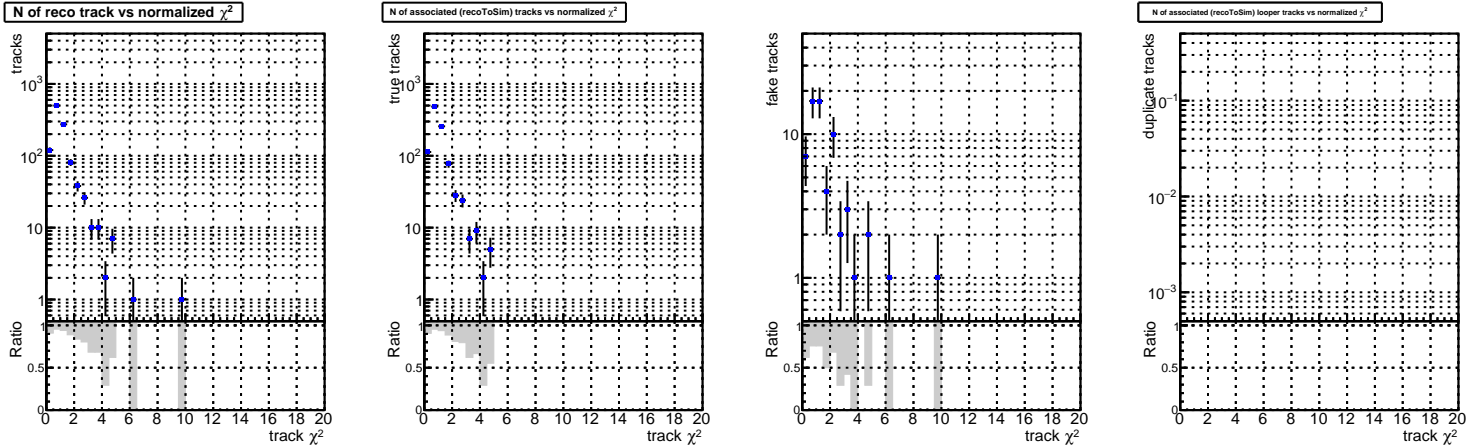 N of reco track vs normalized χ²
tracks
10³
10²
10
1
Ratio
1
0.5
0
0 2 4 6 8 10 12 14 16 18 20
track χ²
N of associated (recoToSim) tracks vs normalized χ²
true tracks
10³
10²
10
1
Ratio
1
0.5
0
0 2 4 6 8 10 12 14 16 18 20
track χ²
fake tracks
10
1
Ratio
1
0.5
0
0 2 4 6 8 10 12 14 16 18 20
track χ²
N of associated (recoToSim) looper tracks vs normalized χ²
duplicate tracks
10⁻¹
10⁻²
10⁻³
Ratio
1
0.5
0
0 2 4 6 8 10 12 14 16 18 20
track χ²